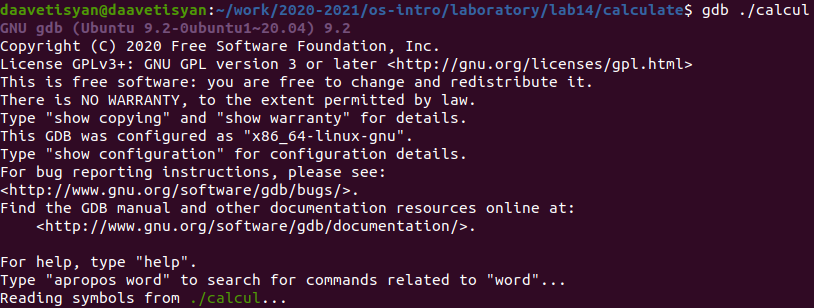 daavetisyan@daavetisyan:~/work/2020-2021/os-intro/laboratory/lab14/calculate$ gdb ./calcul
GNU gdb (Ubuntu 9.2-0ubuntu1~20.04) 9.2
Copyright (C) 2020 Free Software Foundation, Inc.
License GPLv3+: GNU GPL version 3 or later <http://gnu.org/licenses/gpl.html>
This is free software: you are free to change and redistribute it.
There is NO WARRANTY, to the extent permitted by law.
Type "show copying" and "show warranty" for details.
This GDB was configured as "x86_64-linux-gnu".
Type "show configuration" for configuration details.
For bug reporting instructions, please see:
<http://www.gnu.org/software/gdb/bugs/>.
Find the GDB manual and other documentation resources online at:
    <http://www.gnu.org/software/gdb/documentation/>.

For help, type "help".
Type "apropos word" to search for commands related to "word"...
Reading symbols from ./calcul...